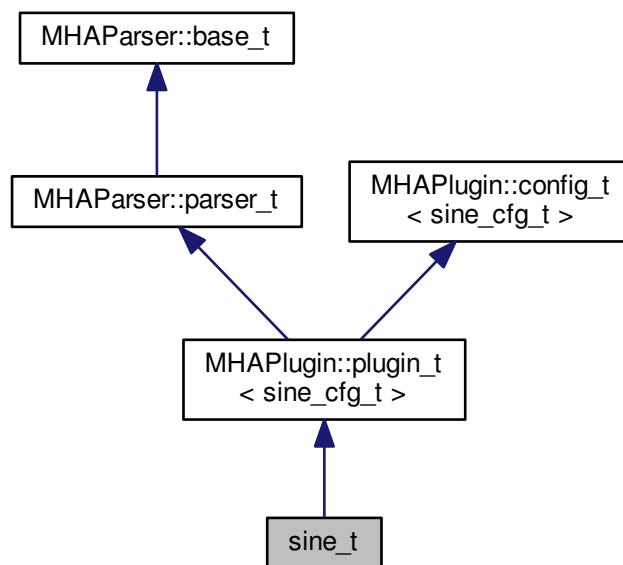 MHAParser::base_t
MHAParser::parser_t
MHAPlugin::config_t
< sine_cfg_t >
MHAPlugin::plugin_t
< sine_cfg_t >
sine_t